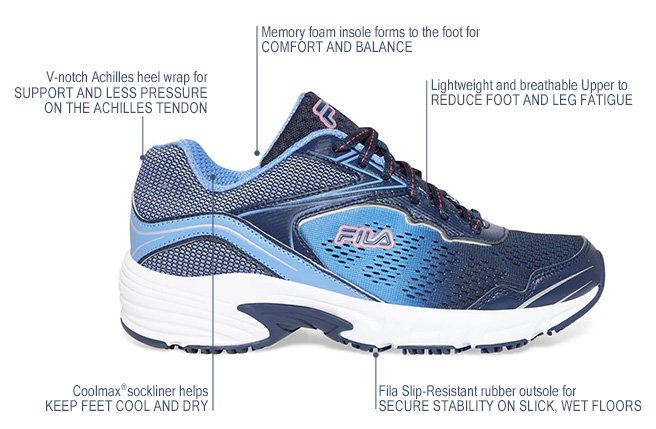 Memory foam insole forms to the foot for
COMFORT AND BALANCE
V-notch Achilles heel wrap for
SUPPORT AND LESS PRESSURE
ON THE ACHILLES TENDON
Lightweight and breathable Upper to
REDUCE FOOT AND LEG FATIGUE
FILA
Coolmax® sockliner helps
KEEP FEET COOL AND DRY
Fila Slip-Resistant rubber outsole for
SECURE STABILITY ON SLICK, WET FLOORS